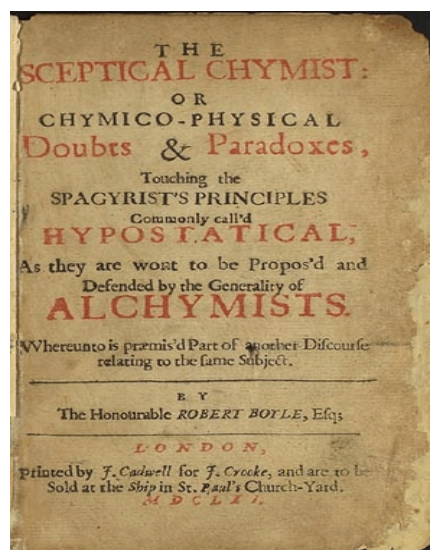 THE
SCEPTICAL CHYMIST:
OR
CHYMICO-PHYSICAL
Doubts & Paradoxes,
Touching the
SPAGYRIST'S PRINCIPLES
Commonly call'd
HYPOSTATICAL,
As they are wont to be Propos'd and
Defended by the Generality of
ALCHYMISTS.
Whereunto is præmis'd Part of another Discourse
relating to the same Subject.
BY
The Honourable ROBERT BOYLE, Esq;
LONDON,
Printed by J. Cadwell for J. Crooke, and are to be
Sold at the Ship in St. Paul's Church-Yard.
MDCLXI.